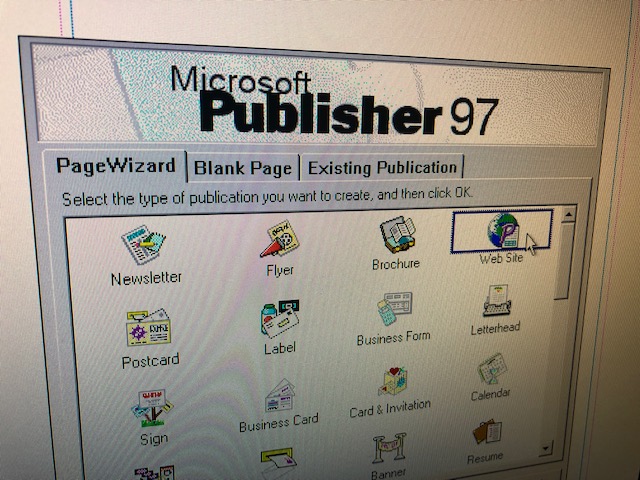 Microsoft
Publisher 97
PageWizard Blank Page Existing Publication
Select the type of publication you want to create, and then click OK.
Newsletter Flyer Brochure Web Site
Postcard Label Business Form Letterhead
Sign Business Card Card & Invitation Calendar
Banner Resume